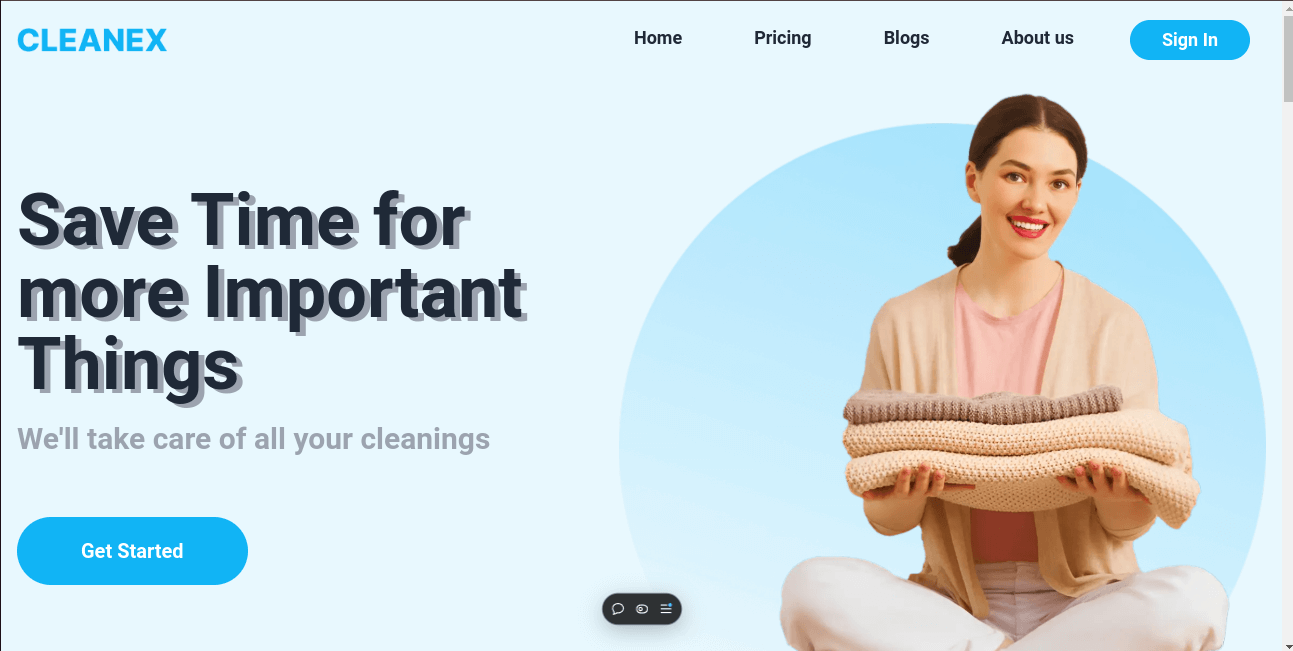 CLEANEX
Home
Pricing
Blogs
About us
Sign In
Save Time for
more Important
Things
We'll take care of all your cleanings
Get Started